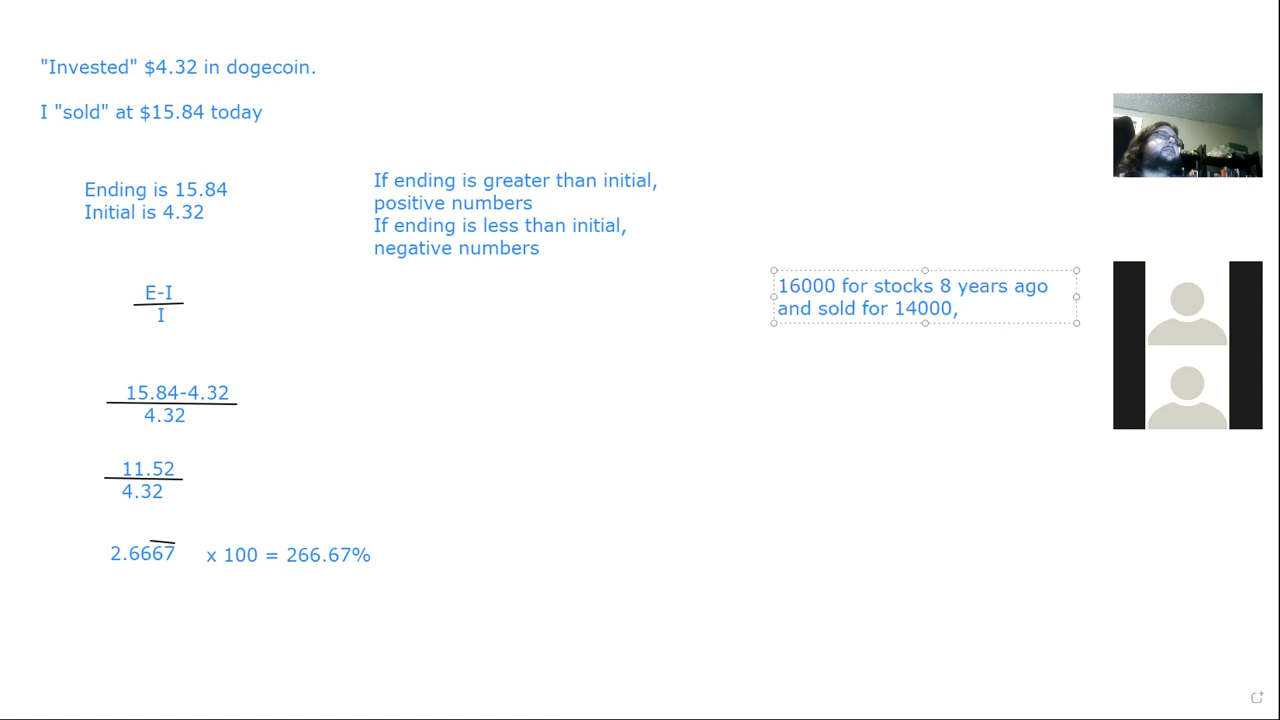 "Invested" $4.32 in dogecoin.
I "sold" at $15.84 today
Ending is 15.84
Initial is 4.32
If ending is greater than initial,
positive numbers
If ending is less than initial,
negative numbers
E-I
I
16000 for stocks 8 years ago
and sold for 14000,
15.84-4.32
4.32
11.52
4.32
2.6667 x 100 = 266.67%